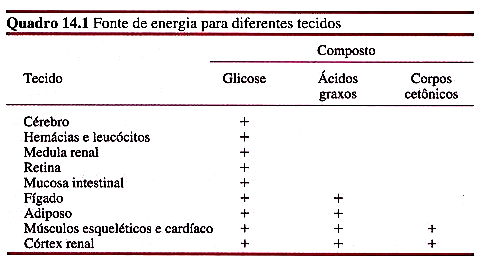 Quadro 14.1 Fonte de energia para diferentes tecidos
Composto
Tecido Glicose Ácidos graxos Corpos cetônicos
Cérebro +
Hemácias e leucócitos +
Medula renal +
Retina +
Mucosa intestinal +
Fígado + +
Adiposo + +
Músculos esqueléticos e cardíaco + + +
Córtex renal + + +